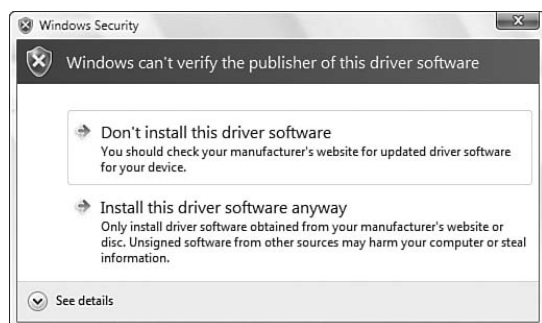 Windows Security
Windows can't verify the publisher of this driver software
Don't install this driver software
You should check your manufacturer's website for updated driver software
for your device.
Install this driver software anyway
Only install driver software obtained from your manufacturer's website or
disc. Unsigned software from other sources may harm your computer or steal
information.
See details